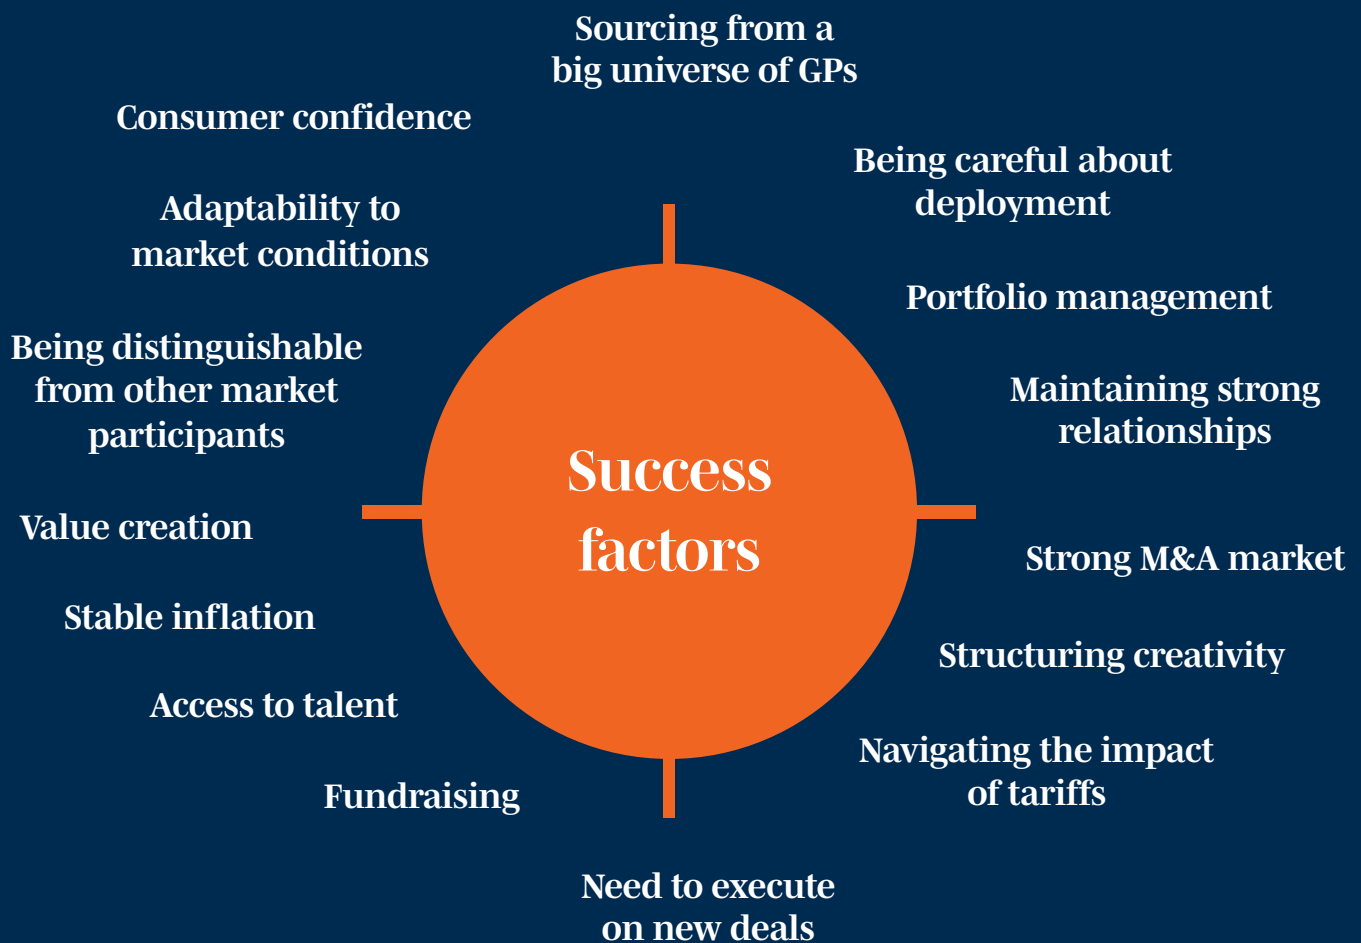 Sourcing from a
big universe of GPs
Consumer confidence
Being careful about
deployment
Adaptability to
market conditions
Portfolio management
Being distinguishable
from other market
participants
Maintaining strong
relationships
Success
factors
Value creation
Strong M&A market
Stable inflation
Structuring creativity
Access to talent
Navigating the impact
of tariffs
Fundraising
Need to execute
on new deals